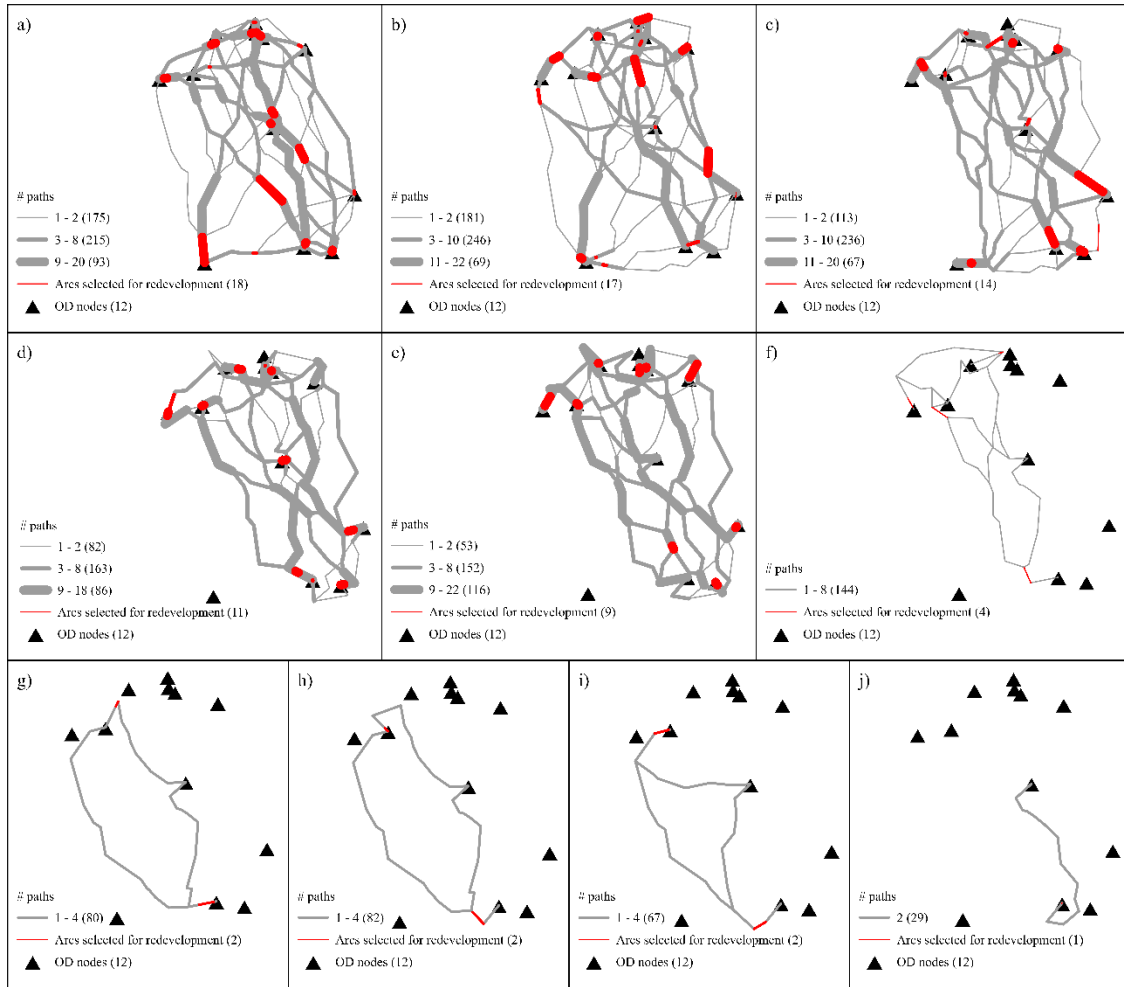 a)
# paths
1 - 2 (175)
3 - 8 (215)
9 - 20 (93)
Arcs selected for redevelopment (18)
OD nodes (12)
b)
# paths
1 - 2 (181)
3 - 10 (246)
11 - 22 (69)
Arcs selected for redevelopment (17)
OD nodes (12)
c)
# paths
1 - 2 (113)
3 - 10 (236)
11 - 20 (67)
Arcs selected for redevelopment (14)
OD nodes (12)
d)
# paths
1 - 2 (82)
3 - 8 (163)
9 - 18 (86)
Arcs selected for redevelopment (11)
OD nodes (12)
e)
# paths
1 - 2 (53)
3 - 8 (152)
9 - 22 (116)
Arcs selected for redevelopment (9)
OD nodes (12)
f)
# paths
1 - 8 (144)
Arcs selected for redevelopment (4)
OD nodes (12)
g)
# paths
1 - 4 (80)
Arcs selected for redevelopment (2)
OD nodes (12)
h)
# paths
1 - 4 (82)
Arcs selected for redevelopment (2)
OD nodes (12)
i)
# paths
1 - 4 (67)
Arcs selected for redevelopment (2)
OD nodes (12)
j)
# paths
2 (29)
Arcs selected for redevelopment (1)
OD nodes (12)